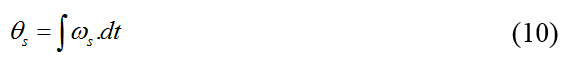 θₛ = ∫ ωₛ.dt (10)